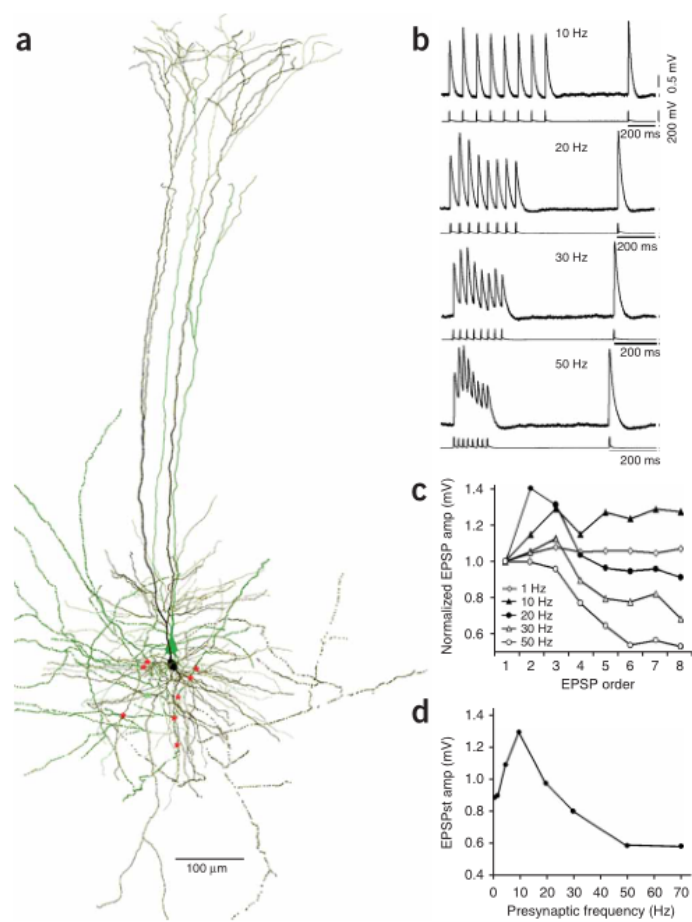 a
100 μm
b
10 Hz
0.5 mV
200 mV
200 ms
20 Hz
200 ms
30 Hz
200 ms
50 Hz
200 ms
c
Normalized EPSP amp (mV)
1.4
1.2
1.0
0.8
0.6
1 Hz
10 Hz
20 Hz
30 Hz
50 Hz
1 2 3 4 5 6 7 8
EPSP order
d
EPSPst amp (mV)
1.4
1.2
1.0
0.8
0.6
0.4
0 10 20 30 40 50 60 70
Presynaptic frequency (Hz)